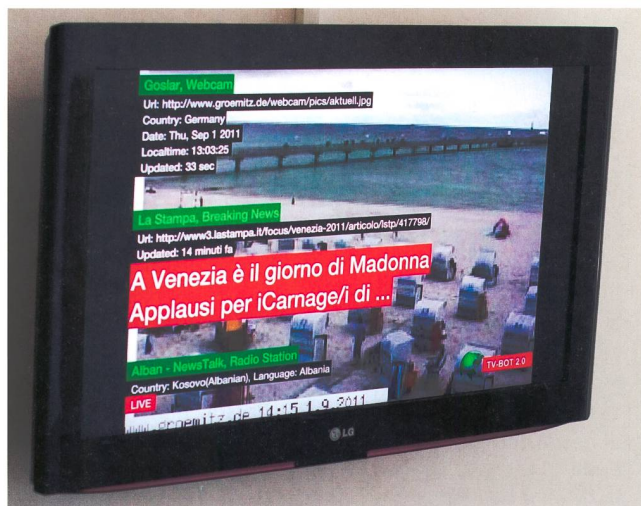 Goslar, Webcam
Url: http://www.groemitz.de/webcam/pics/aktuell.jpg
Country: Germany
Date: Thu, Sep 1 2011
Localtime: 13:03:25
Updated: 33 sec
La Stampa, Breaking News
Url: http://www3.lastampa.it/focus/venezia-2011/articolo/lstp/417798/
Updated: 14 minuti fa
A Venezia è il giorno di Madonna
Applausi per iCarnage/i di ...
Alban - NewsTalk, Radio Station
Country: Kosovo(Albanian), Language: Albania
TV-BOT 2.0
LIVE
www.groemitz.de 14:15 1.9.2011
LG